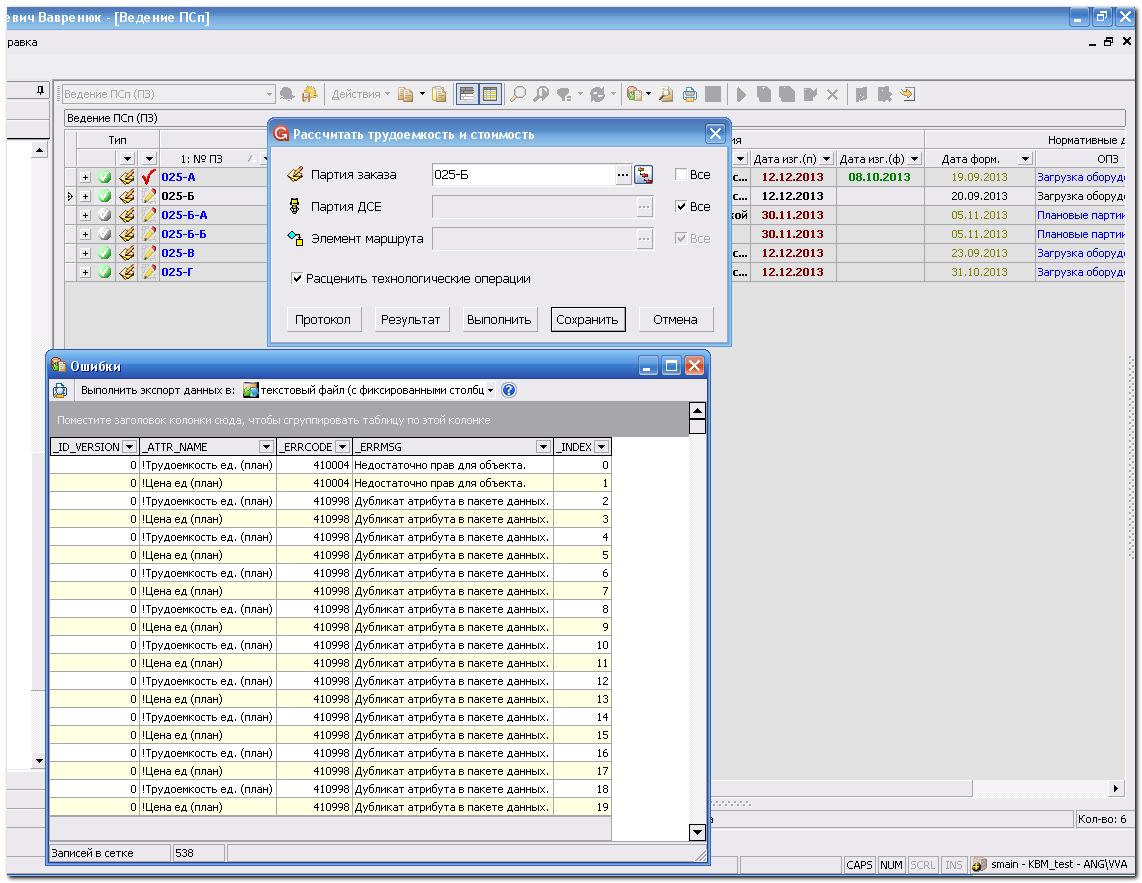 евич Вавренюк - [Ведение ПСп]
равка
Ведение ПСп (ПЗ)
Действия
Ведение ПСп (ПЗ)
Тип
ия
Нормативные д
1: № ПЗ
Дата изг.(п)
Дата изг.(ф)
Дата форм.
ОПЗ
025-А
с...
12.12.2013
08.10.2013
19.09.2013
Загрузка оборудо
025-Б
с...
12.12.2013
20.09.2013
Загрузка оборудо
025-Б-А
кой
30.11.2013
05.11.2013
Плановые партии
025-Б-Б
30.11.2013
05.11.2013
Плановые партии
025-В
с...
12.12.2013
23.09.2013
Загрузка оборудо
025-Г
с...
12.12.2013
31.10.2013
Загрузка оборудо
Рассчитать трудоемкость и стоимость
Партия заказа
025-Б
...
Все
Партия ДСЕ
...
Все
Элемент маршрута
...
Все
Расценить технологические операции
Протокол
Результат
Выполнить
Сохранить
Отмена
Ошибки
Выполнить экспорт данных в:
текстовый файл (с фиксированными столбц
Поместите заголовок колонки сюда, чтобы сгруппировать таблицу по этой колонке
_ID_VERSION _ATTR_NAME _ERRCODE _ERRMSG _INDEX
0 !Трудоемкость ед. (план) 410004 Недостаточно прав для объекта. 0
0 !Цена ед (план) 410004 Недостаточно прав для объекта. 1
0 !Трудоемкость ед. (план) 410998 Дубликат атрибута в пакете данных. 2
0 !Цена ед (план) 410998 Дубликат атрибута в пакете данных. 3
0 !Трудоемкость ед. (план) 410998 Дубликат атрибута в пакете данных. 4
0 !Цена ед (план) 410998 Дубликат атрибута в пакете данных. 5
0 !Трудоемкость ед. (план) 410998 Дубликат атрибута в пакете данных. 6
0 !Цена ед (план) 410998 Дубликат атрибута в пакете данных. 7
0 !Трудоемкость ед. (план) 410998 Дубликат атрибута в пакете данных. 8
0 !Цена ед (план) 410998 Дубликат атрибута в пакете данных. 9
0 !Трудоемкость ед. (план) 410998 Дубликат атрибута в пакете данных. 10
0 !Цена ед (план) 410998 Дубликат атрибута в пакете данных. 11
0 !Трудоемкость ед. (план) 410998 Дубликат атрибута в пакете данных. 12
0 !Цена ед (план) 410998 Дубликат атрибута в пакете данных. 13
0 !Трудоемкость ед. (план) 410998 Дубликат атрибута в пакете данных. 14
0 !Цена ед (план) 410998 Дубликат атрибута в пакете данных. 15
0 !Трудоемкость ед. (план) 410998 Дубликат атрибута в пакете данных. 16
0 !Цена ед (план) 410998 Дубликат атрибута в пакете данных. 17
0 !Трудоемкость ед. (план) 410998 Дубликат атрибута в пакете данных. 18
0 !Цена ед (план) 410998 Дубликат атрибута в пакете данных. 19
Записей в сетке 538
Кол-во: 6
CAPS NUM SCRL INS smain - KBM_test - ANG\VVA